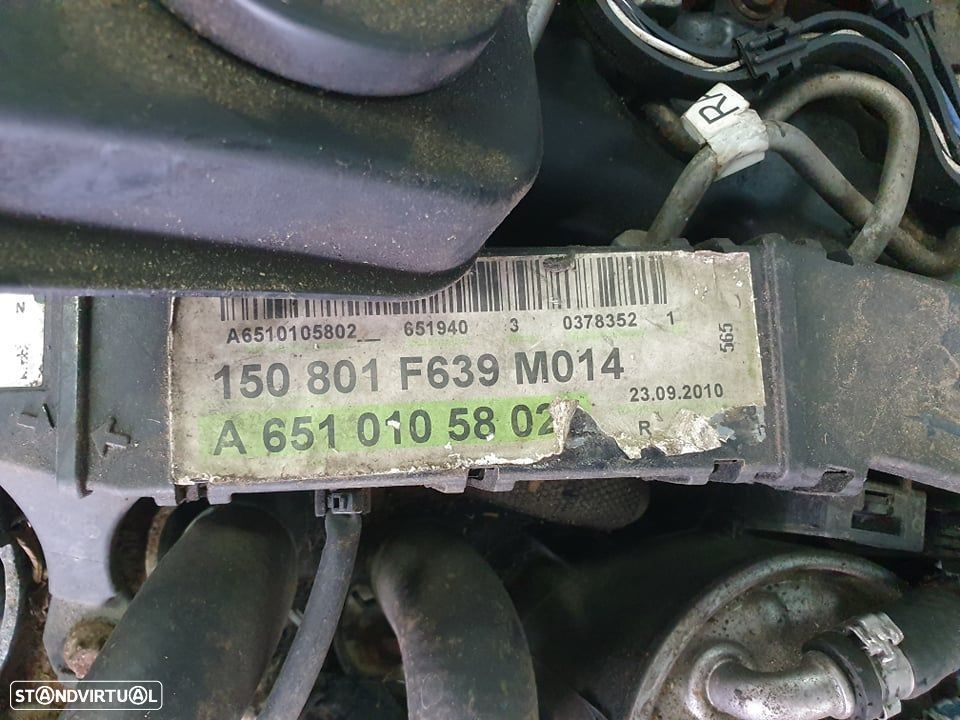 R
N
A6510105802__ 651940 3 0378352 1
565
150 801 F639 M014
23.09.2010
A 651 010 58 02
R
STANDVIRTUAL